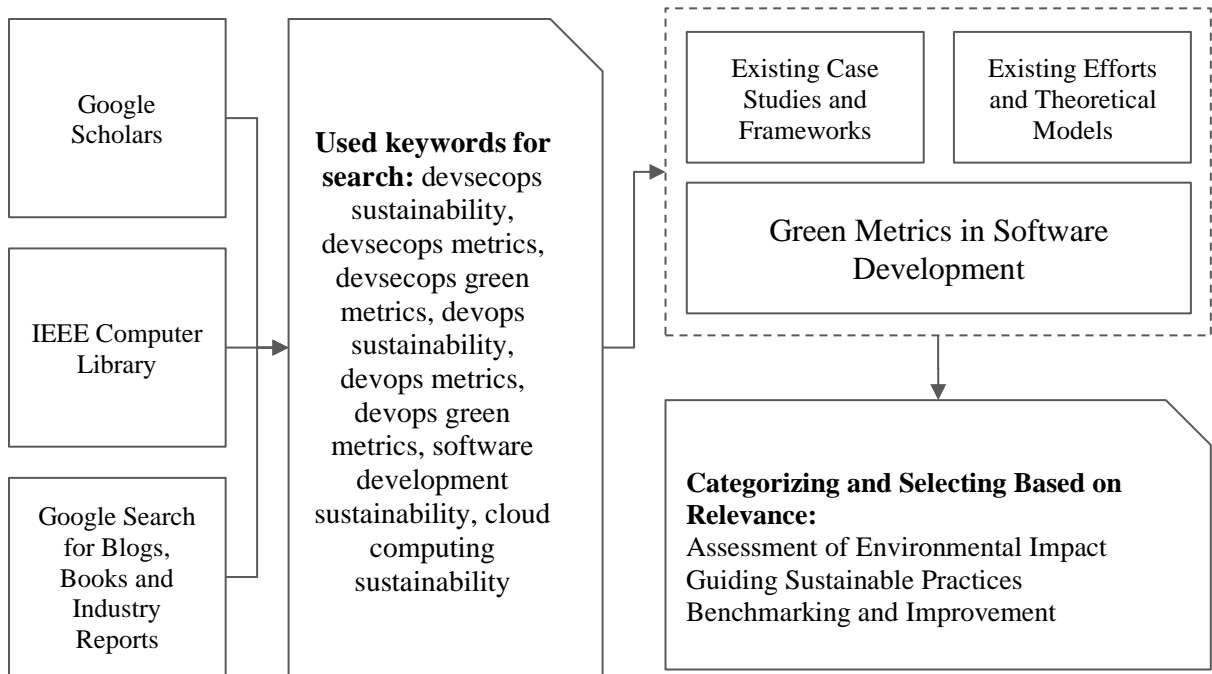 Google
Scholars
IEEE Computer
Library
Google Search
for Blogs,
Books and
Industry
Reports
Used keywords for
search: devsecops
sustainability,
devsecops metrics,
devsecops green
metrics, devops
sustainability,
devops metrics,
devops green
metrics, software
development
sustainability, cloud
computing
sustainability
Existing Case
Studies and
Frameworks
Existing Efforts
and Theoretical
Models
Green Metrics in Software
Development
Categorizing and Selecting Based on
Relevance:
Assessment of Environmental Impact
Guiding Sustainable Practices
Benchmarking and Improvement